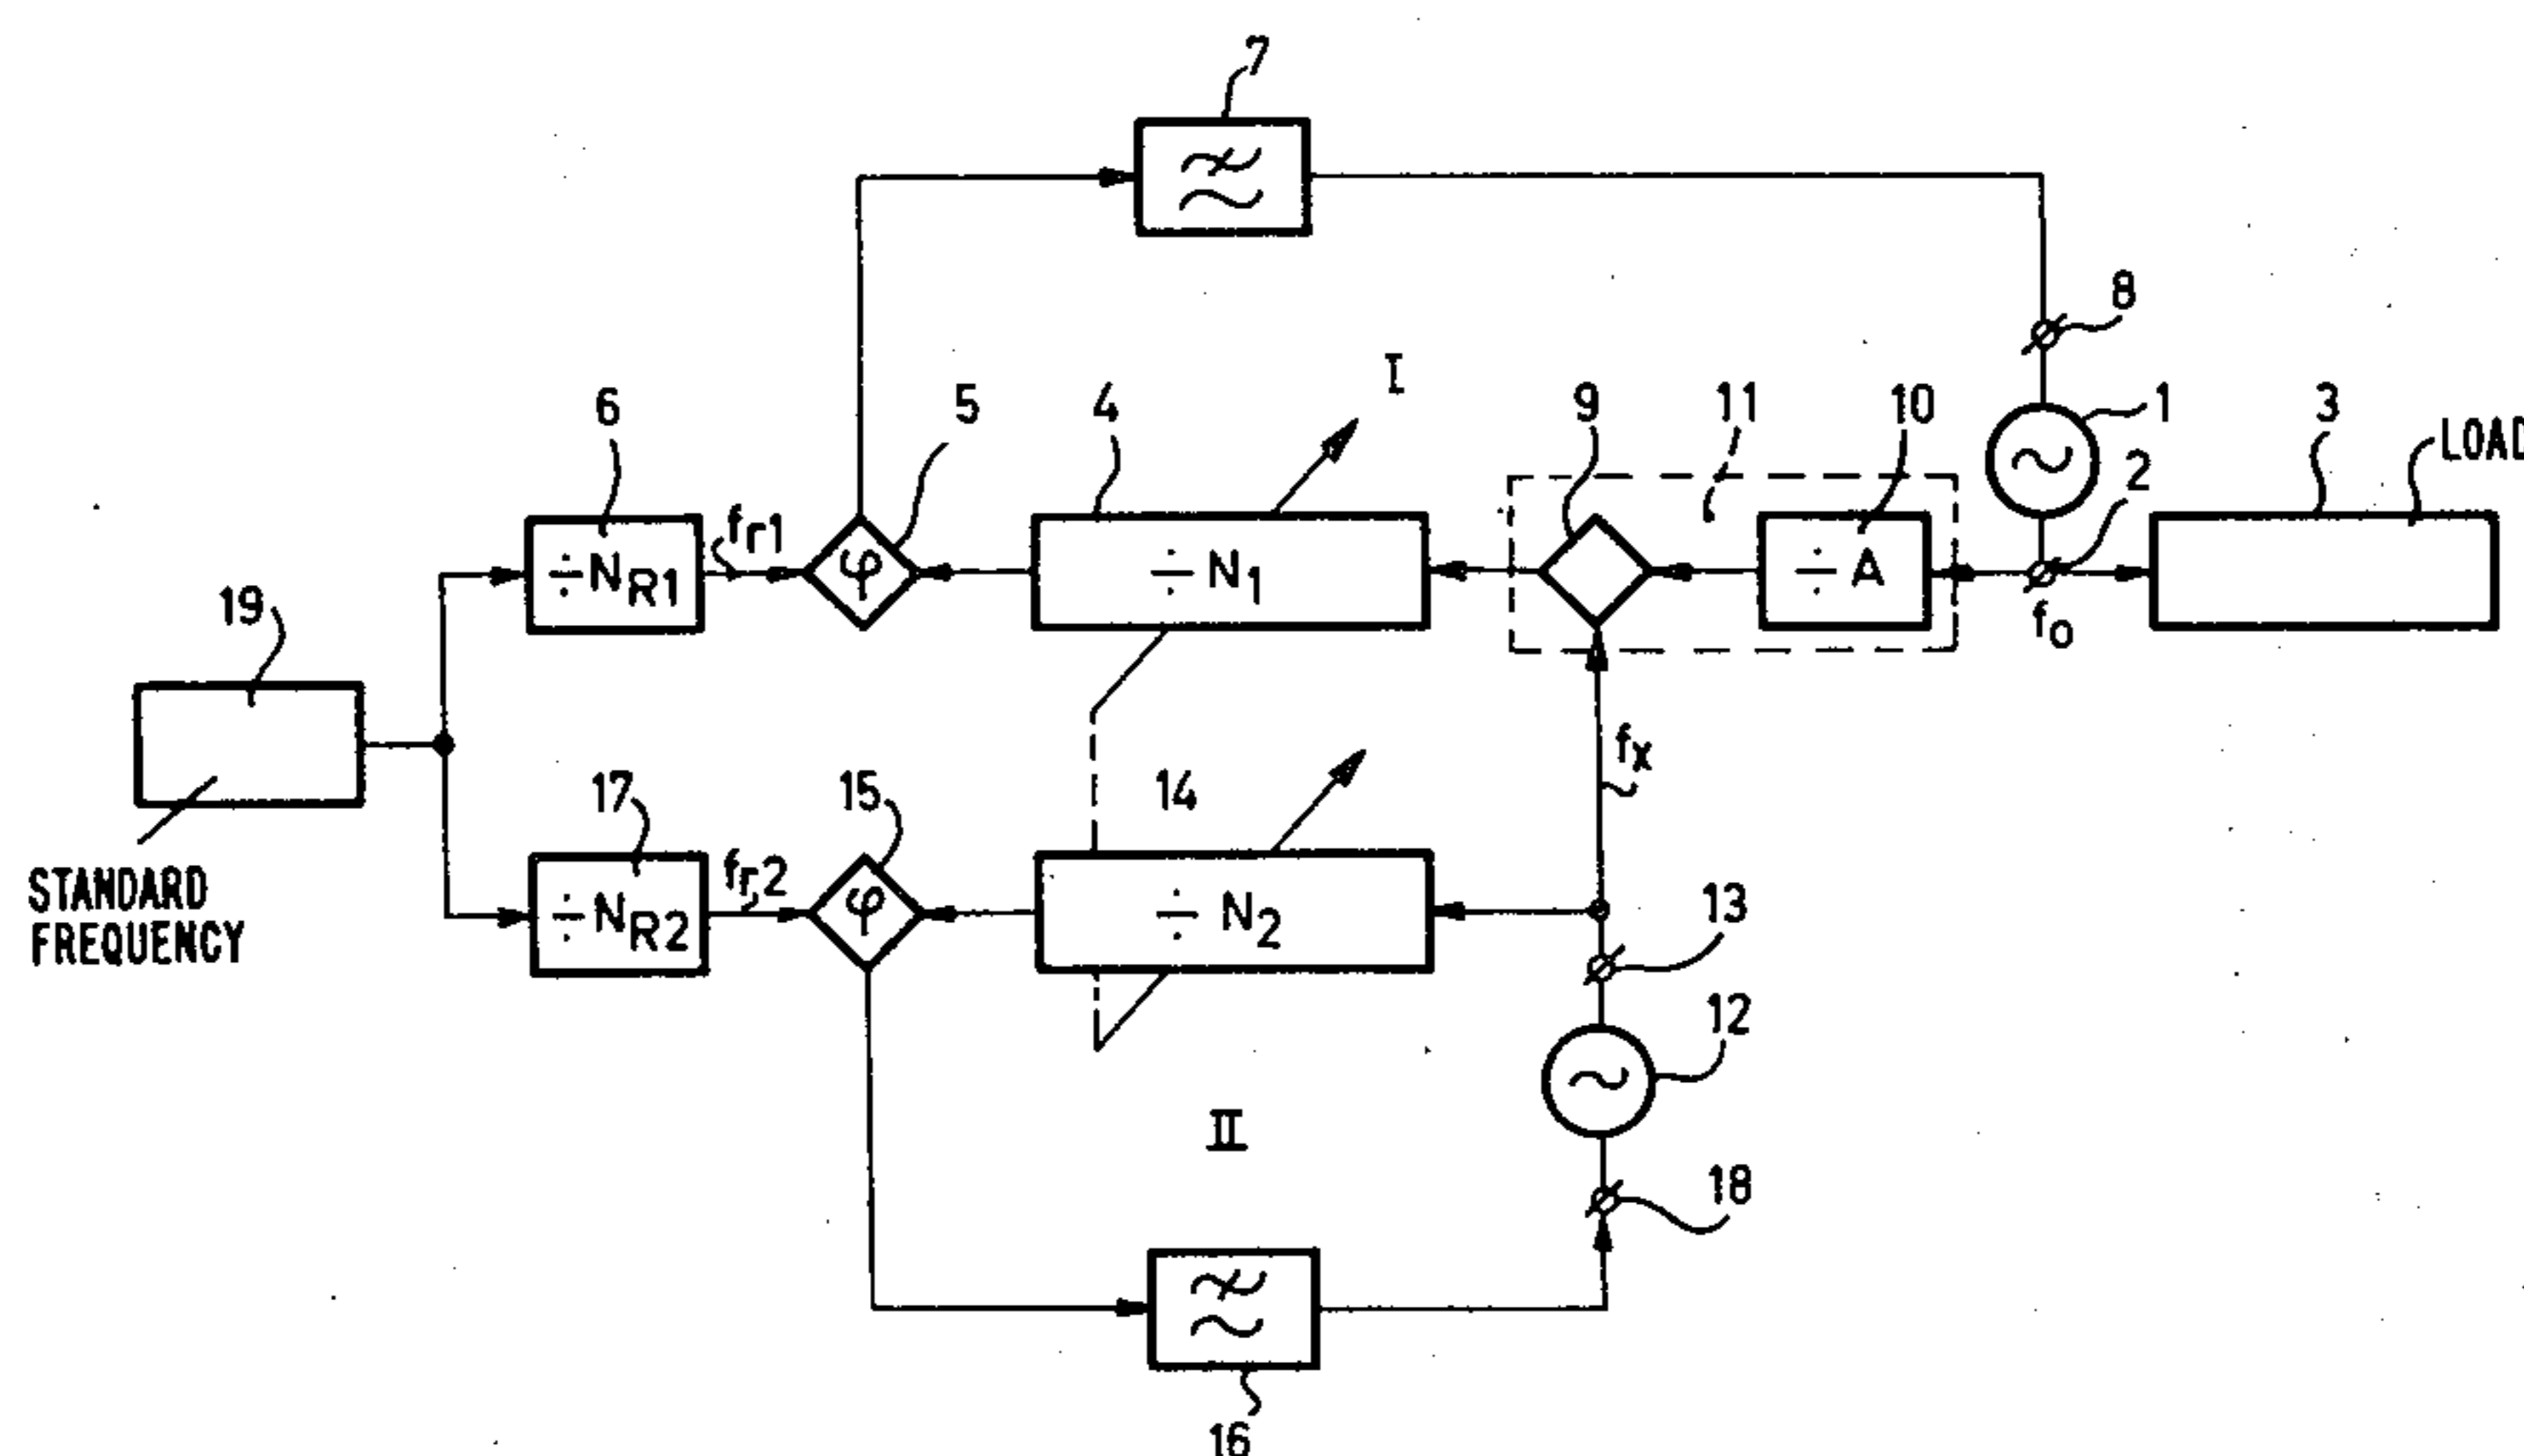 7
8
I
6
5
4
9
11
10
1
3
LOAD
2
fr1
÷NR1
φ
÷ N1
÷ A
fo
19
fx
17
15
14
fr2
÷NR2
φ
÷ N2
13
STANDARD
FREQUENCY
12
II
18
16